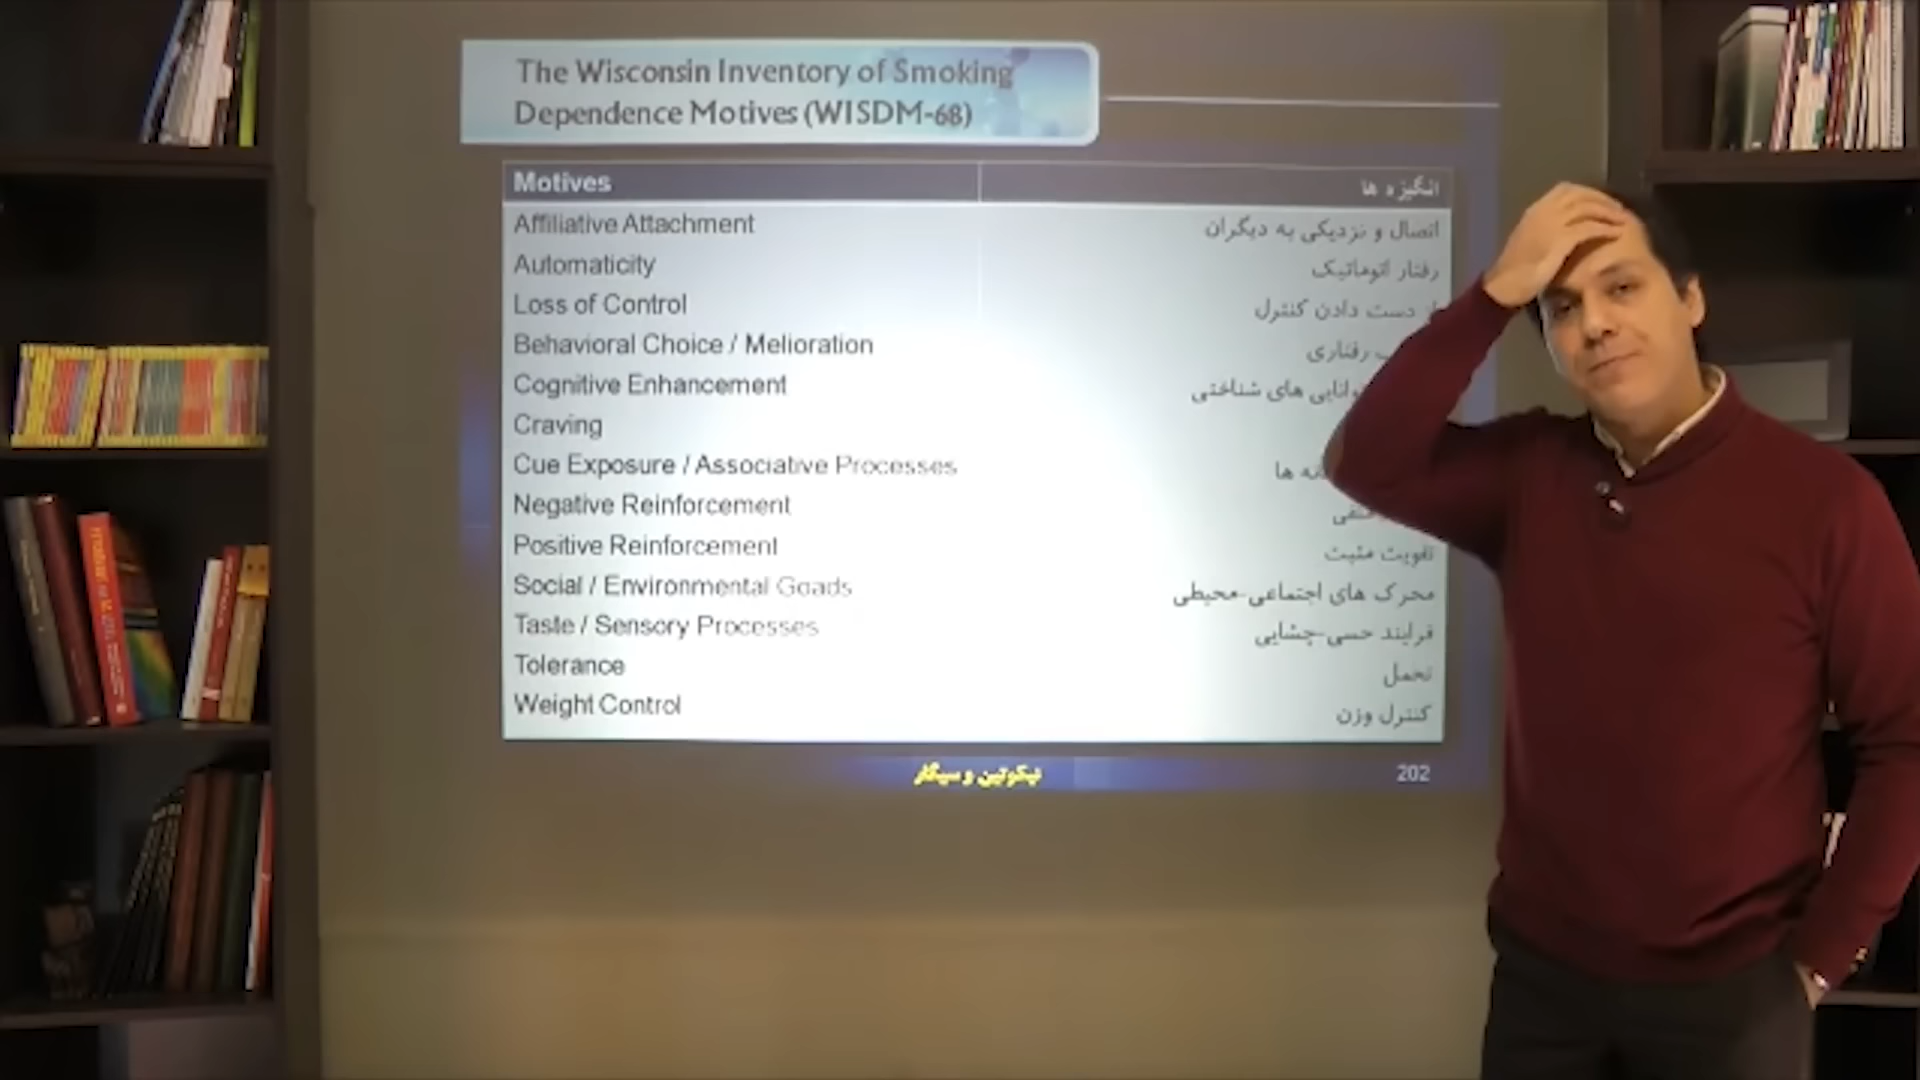 The Wisconsin Inventory of Smoking
Dependence Motives (WISDM-68)
Motives انگیزه ها
Affiliative Attachment اتصال و نزدیکی به دیگران
Automaticity رفتار اتوماتیک
Loss of Control دست دادن کنترل
Behavioral Choice / Melioration رفتاری
Cognitive Enhancement های شناختی
Craving
Cue Exposure / Associative Processes ها
Negative Reinforcement
Positive Reinforcement تقویت مثبت
Social / Environmental Goads محرک های اجتماعی-محیطی
Taste / Sensory Processes فرایند حسی-چشایی
Tolerance تحمل
Weight Control کنترل وزن
نیکوتین و سیگار 202